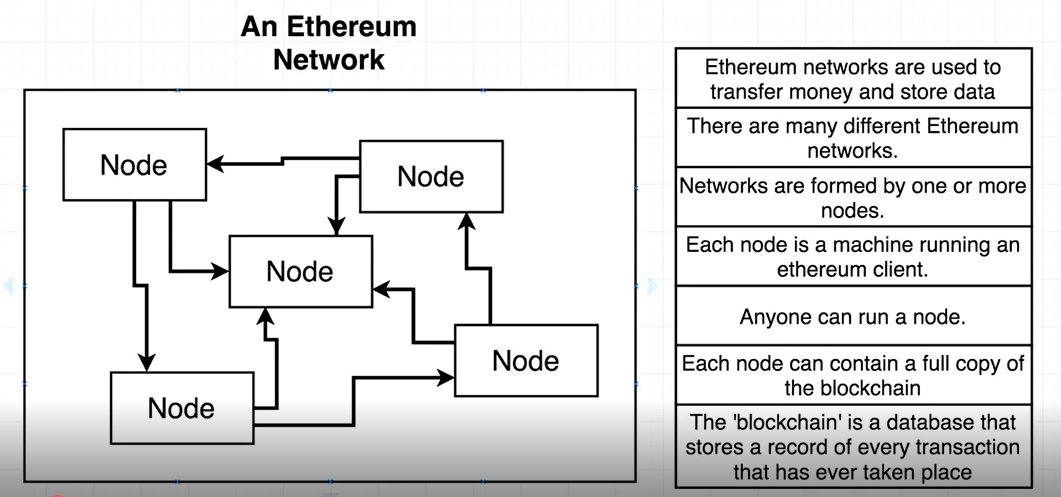 An Ethereum
Network
Node
Node
Node
Node
Node
Ethereum networks are used to
transfer money and store data
There are many different Ethereum
networks.
Networks are formed by one or more
nodes.
Each node is a machine running an
ethereum client.
Anyone can run a node.
Each node can contain a full copy of
the blockchain
The 'blockchain' is a database that
stores a record of every transaction
that has ever taken place